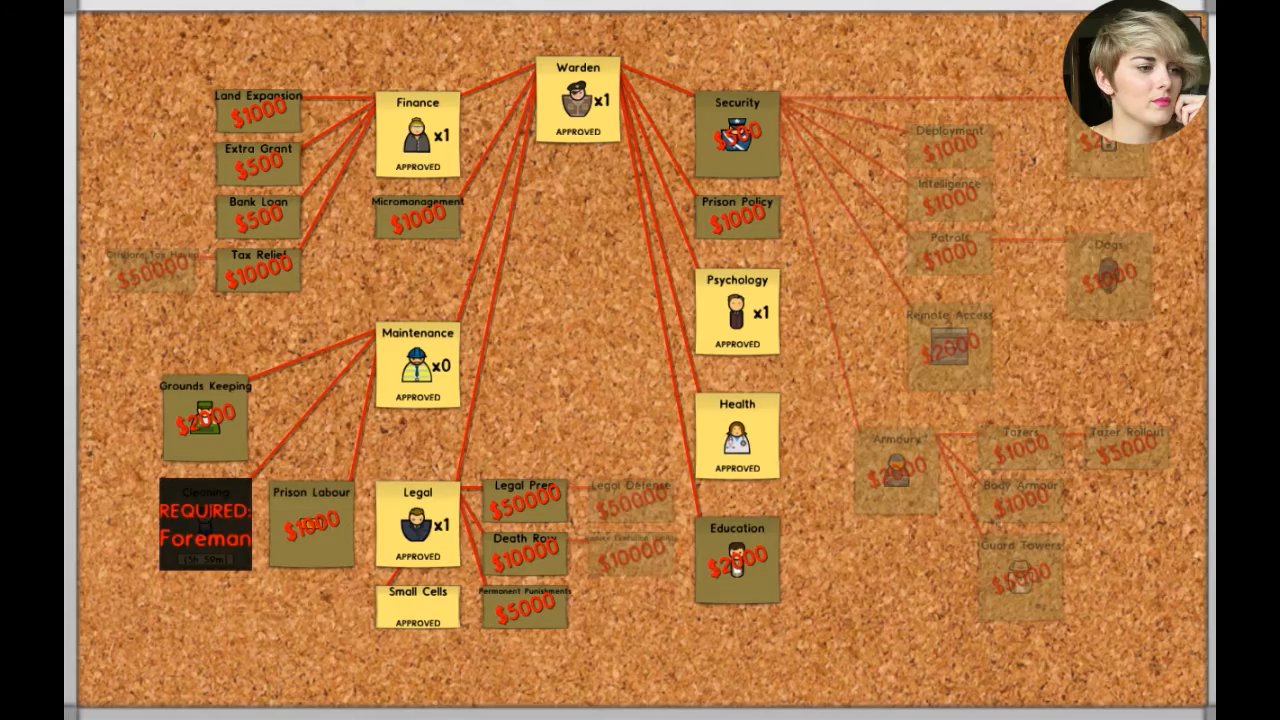 Warden
x1
APPROVED
Land Expansion
$1000
Finance
x1
APPROVED
Security
$500
Deployment
$1000
Extra Grant
$500
Intelligence
$1000
Bank Loan
$500
Micromanagement
$1000
Prison Policy
$1000
Patrols
$1000
Dogs
$1000
Tax Relief
$10000
$50000
Psychology
x1
APPROVED
Remote Access
$2000
Maintenance
x0
APPROVED
Grounds Keeping
$2000
Health
APPROVED
Armoury
Tazers
$1000
Tazer Rollout
$5000
Body Armour
$1000
Cleaning
REQUIRED:
Foreman
Prison Labour
$1000
Legal
x1
APPROVED
Legal Prep
$50000
Legal Defense
$50000
Death Row
$10000
$10000
Education
$2000
Guard Towers
$5000
Small Cells
APPROVED
Permanent Punishments
$5000